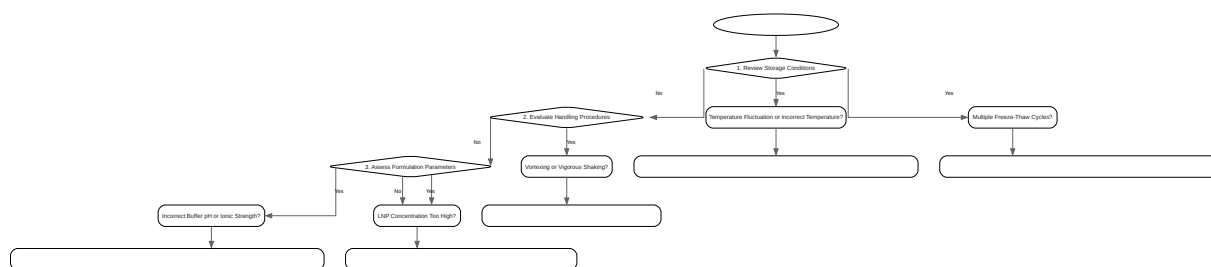 1. Review Storage Conditions
No
Yes
Yes
2. Evaluate Handling Procedures
Temperature Fluctuation or Incorrect Temperature?
Multiple Freeze-Thaw Cycles?
No
Yes
3. Assess Formulation Parameters
Vortexing or Vigorous Shaking?
Yes
No
Yes
Incorrect Buffer pH or Ionic Strength?
LNP Concentration Too High?